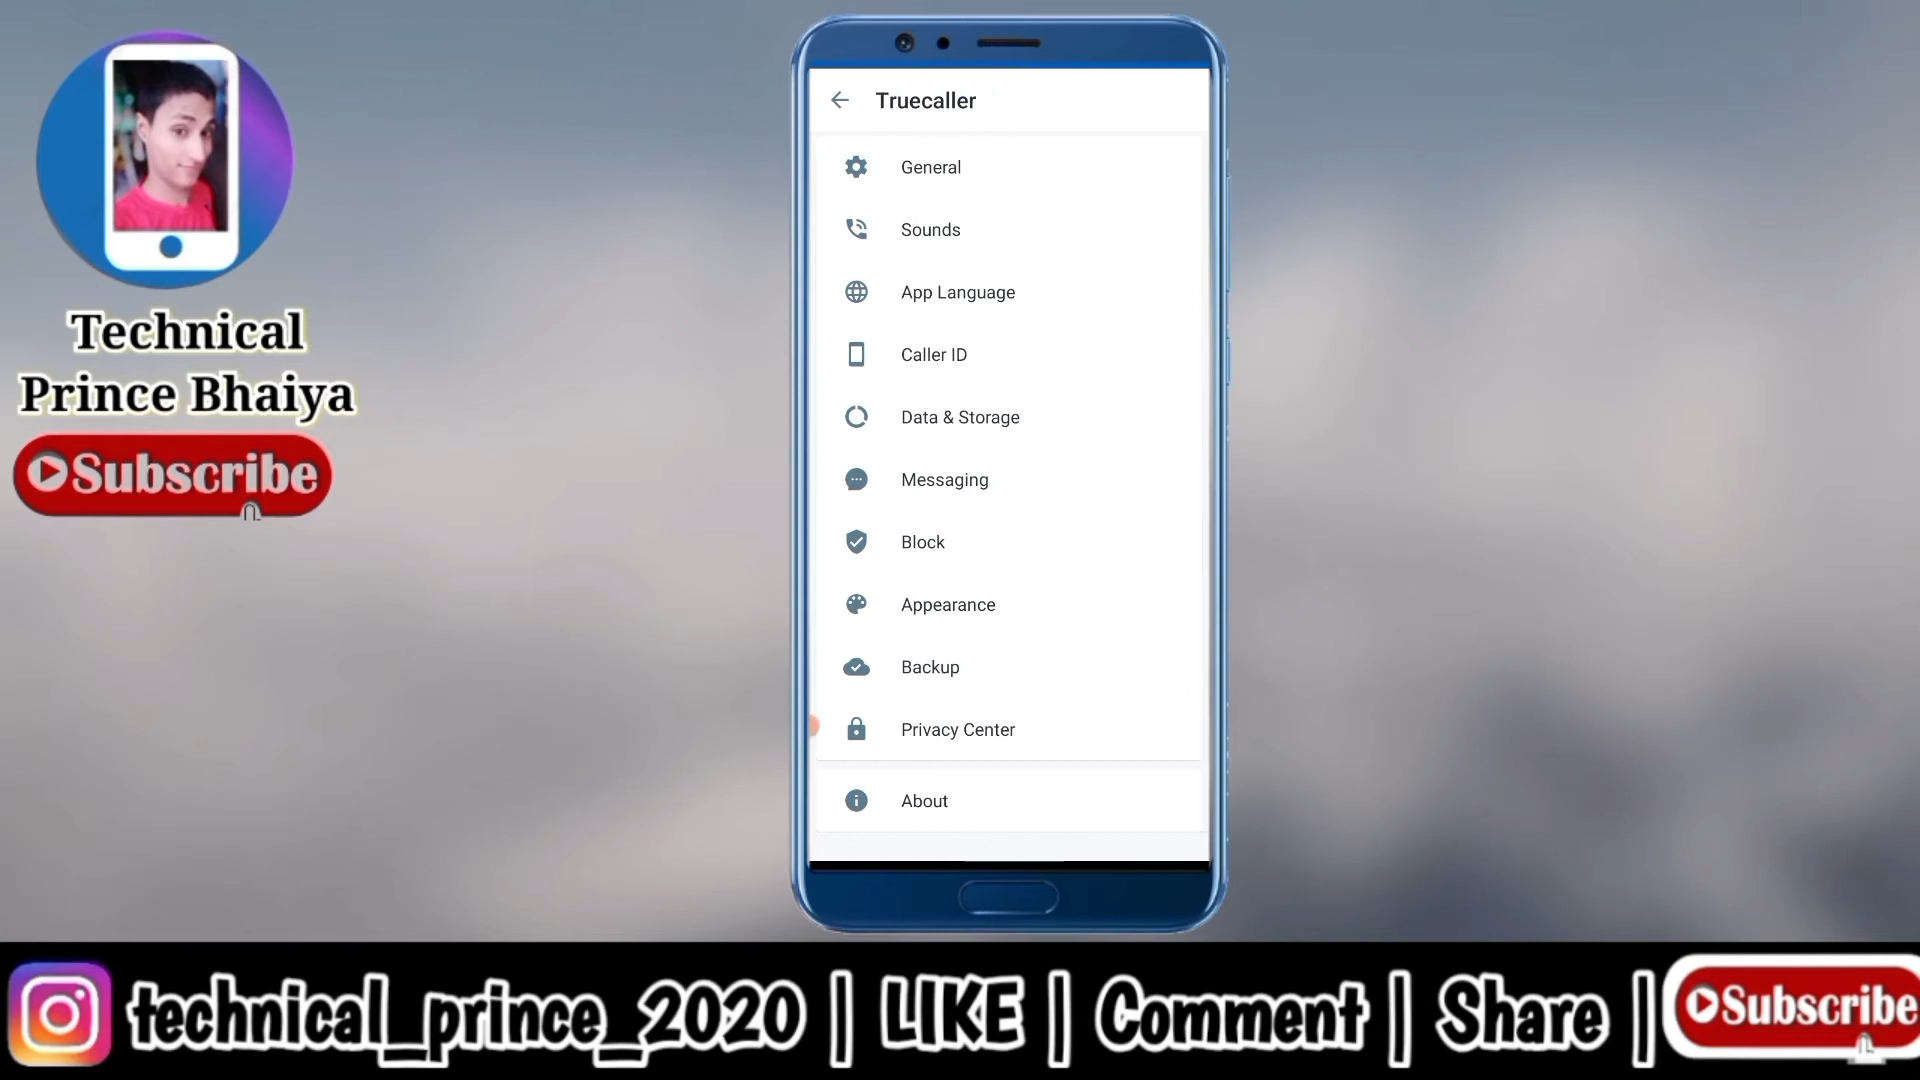 Technical
Prince Bhaiya
Subscribe
Truecaller
General
Sounds
App Language
Caller ID
Data & Storage
Messaging
Block
Appearance
Backup
Privacy Center
About
technical_prince_2020 | LIKE | Comment | Share | Subscribe